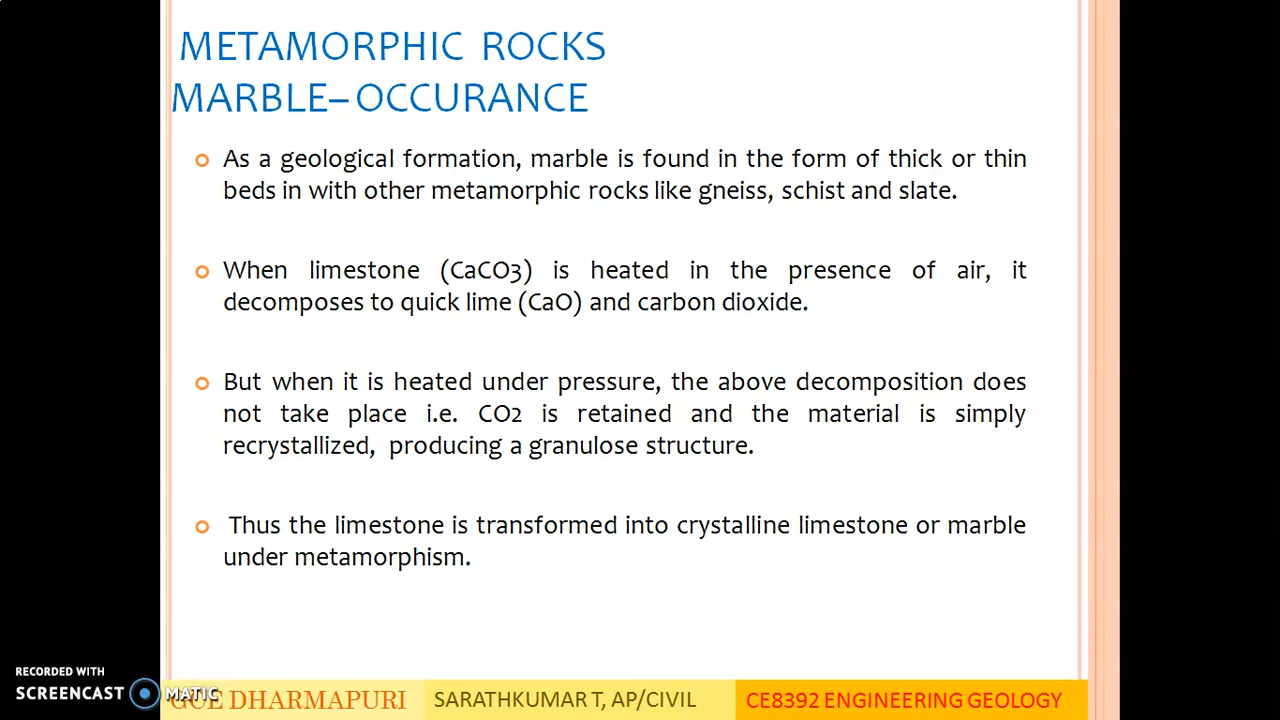 METAMORPHIC ROCKS
MARBLE– OCCURANCE
As a geological formation, marble is found in the form of thick or thin
beds in with other metamorphic rocks like gneiss, schist and slate.
When limestone (CaCO3) is heated in the presence of air, it
decomposes to quick lime (CaO) and carbon dioxide.
But when it is heated under pressure, the above decomposition does
not take place i.e. CO2 is retained and the material is simply
recrystallized, producing a granulose structure.
Thus the limestone is transformed into crystalline limestone or marble
under metamorphism.
RECORDED WITH
SCREENCAST MATIC
GCE DHARMAPURI SARATHKUMAR T, AP/CIVIL CE8392 ENGINEERING GEOLOGY